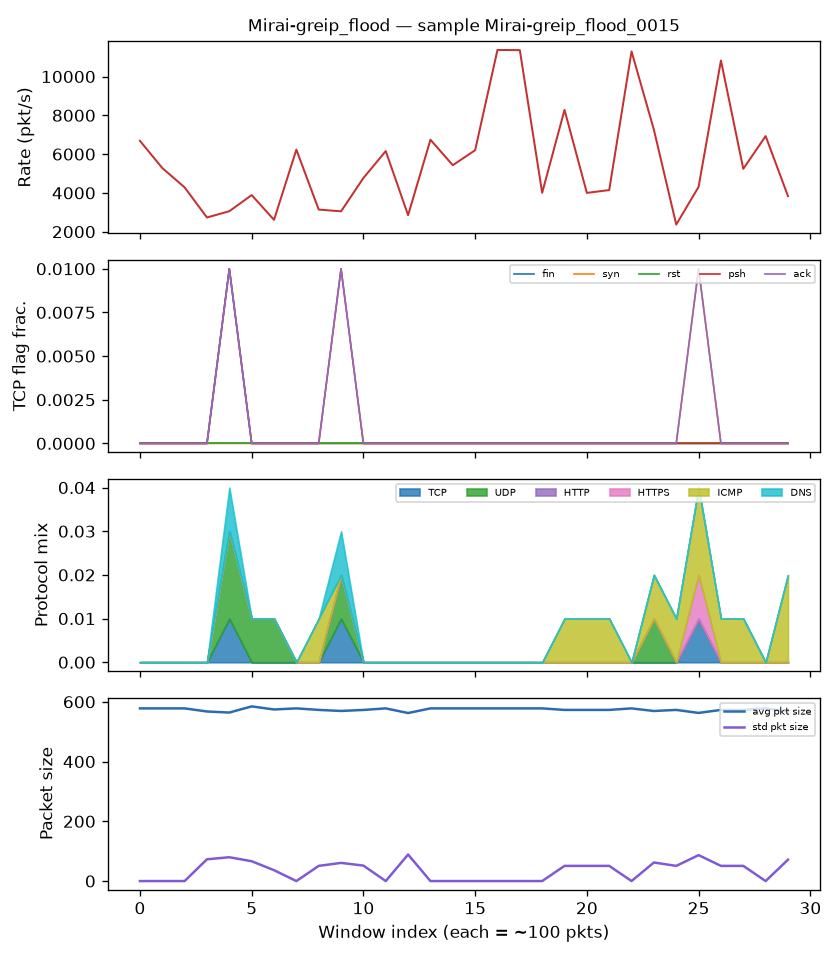 Mirai-greip_flood — sample Mirai-greip_flood_0015
Rate (pkt/s)
10000
8000
6000
4000
2000
TCP flag frac.
0.0100
0.0075
0.0050
0.0025
0.0000
fin syn rst psh ack
Protocol mix
0.04
0.03
0.02
0.01
0.00
TCP UDP HTTP HTTPS ICMP DNS
Packet size
600
400
200
0
avg pkt size
std pkt size
0 5 10 15 20 25 30
Window index (each = ~100 pkts)